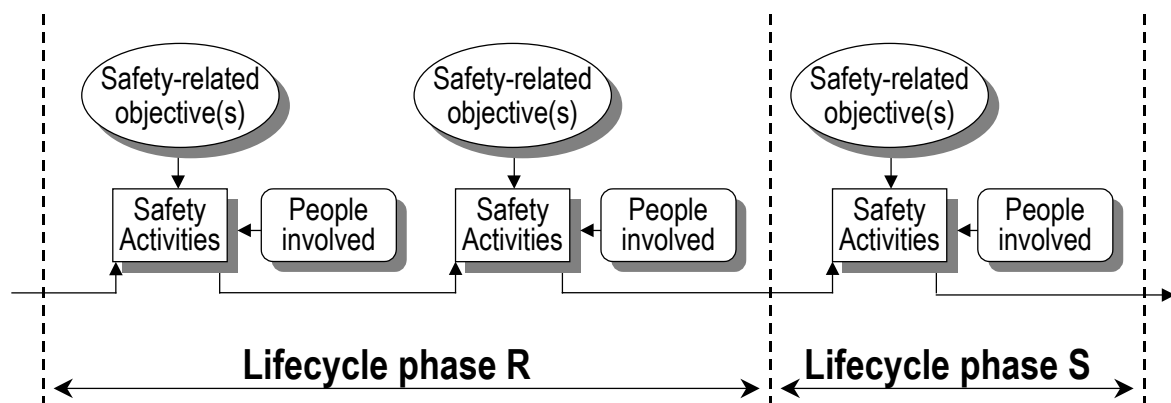 Safety-related
objective(s)
Safety-related
objective(s)
Safety-related
objective(s)
Safety
Activities
People
involved
Safety
Activities
People
involved
Safety
Activities
People
involved
Lifecycle phase R
Lifecycle phase S